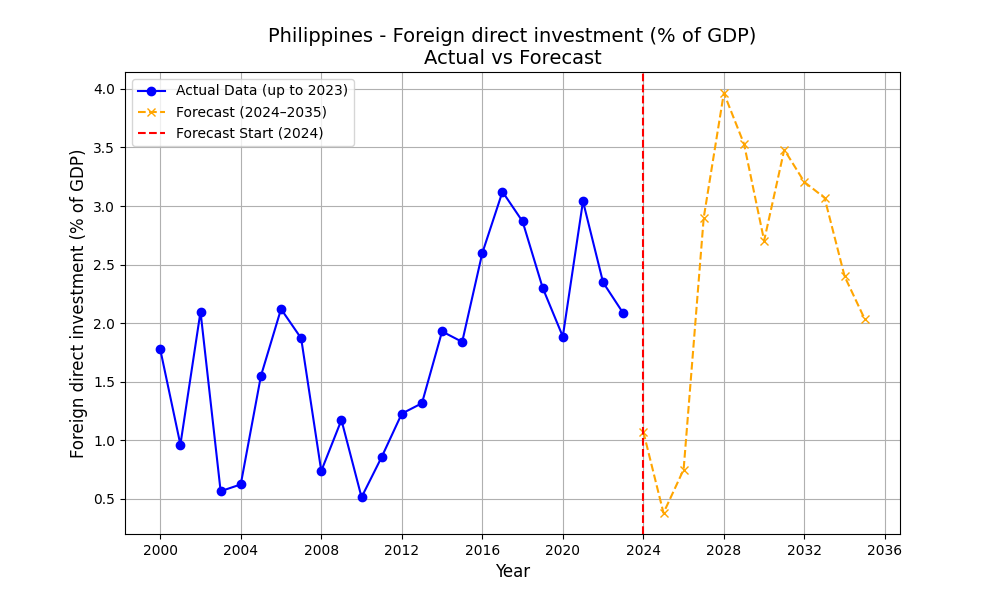 Philippines - Foreign direct investment (% of GDP)
Actual vs Forecast
Actual Data (up to 2023)
Forecast (2024–2035)
Forecast Start (2024)
Foreign direct investment (% of GDP)
4.0
3.5
3.0
2.5
2.0
1.5
1.0
0.5
2000 2004 2008 2012 2016 2020 2024 2028 2032 2036
Year